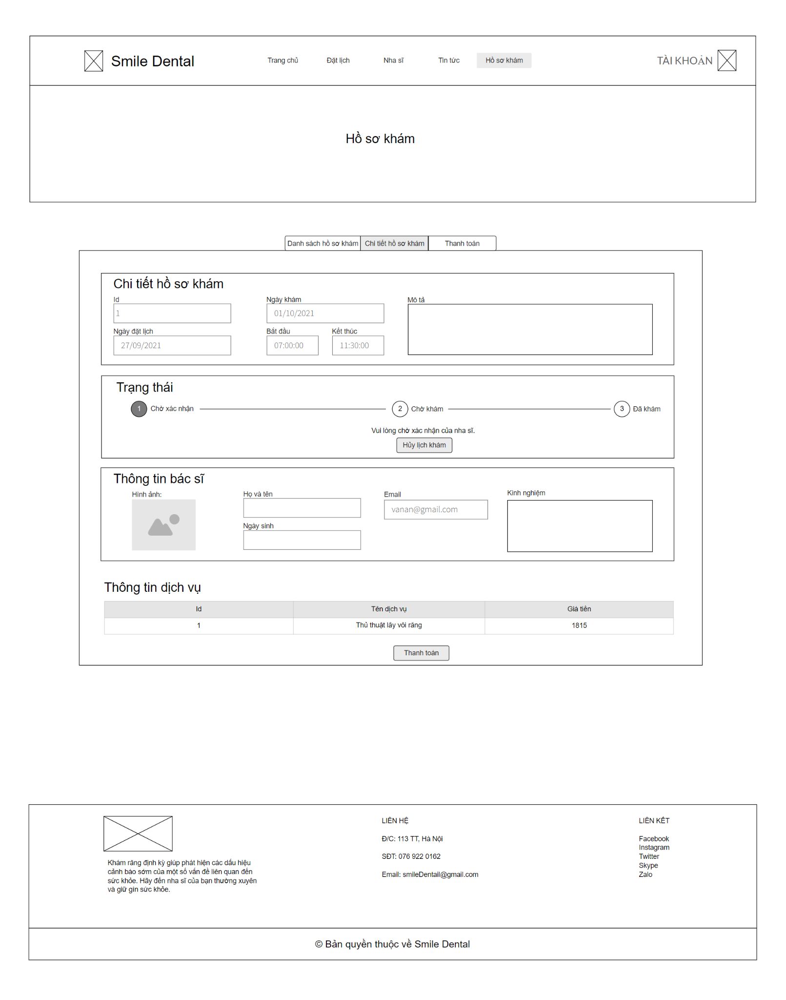 Smile Dental
Trang chủ
Đặt lịch
Nha sĩ
Tin tức
Hồ sơ khám
TÀI KHOẢN
Hồ sơ khám
Danh sách hồ sơ khám
Chi tiết hồ sơ khám
Thanh toán
Chi tiết hồ sơ khám
Id
Ngày khám
Mô tả
1
01/10/2021
Ngày đặt lịch
Bắt đầu
Kết thúc
27/09/2021
07:00:00
11:30:00
Trạng thái
1 Chờ xác nhận
2 Chờ khám
3 Đã khám
Vui lòng chờ xác nhận của nha sĩ.
Hủy lịch khám
Thông tin bác sĩ
Hình ảnh:
Họ và tên
Email
Kinh nghiệm
vanan@gmail.com
Ngày sinh
Thông tin dịch vụ
Id
Tên dịch vụ
Giá tiền
1
Thủ thuật lấy vôi răng
1815
Thanh toán
Khám răng định kỳ giúp phát hiện các dấu hiệu
cảnh báo sớm của một số vấn đề liên quan đến
sức khỏe. Hãy đến nha sĩ của bạn thường xuyên
và giữ gìn sức khỏe.
LIÊN HỆ
Đ/C: 113 TT, Hà Nội
SĐT: 076 922 0162
Email: smileDentail@gmail.com
LIÊN KẾT
Facebook
Instagram
Twitter
Skype
Zalo
© Bản quyền thuộc về Smile Dental